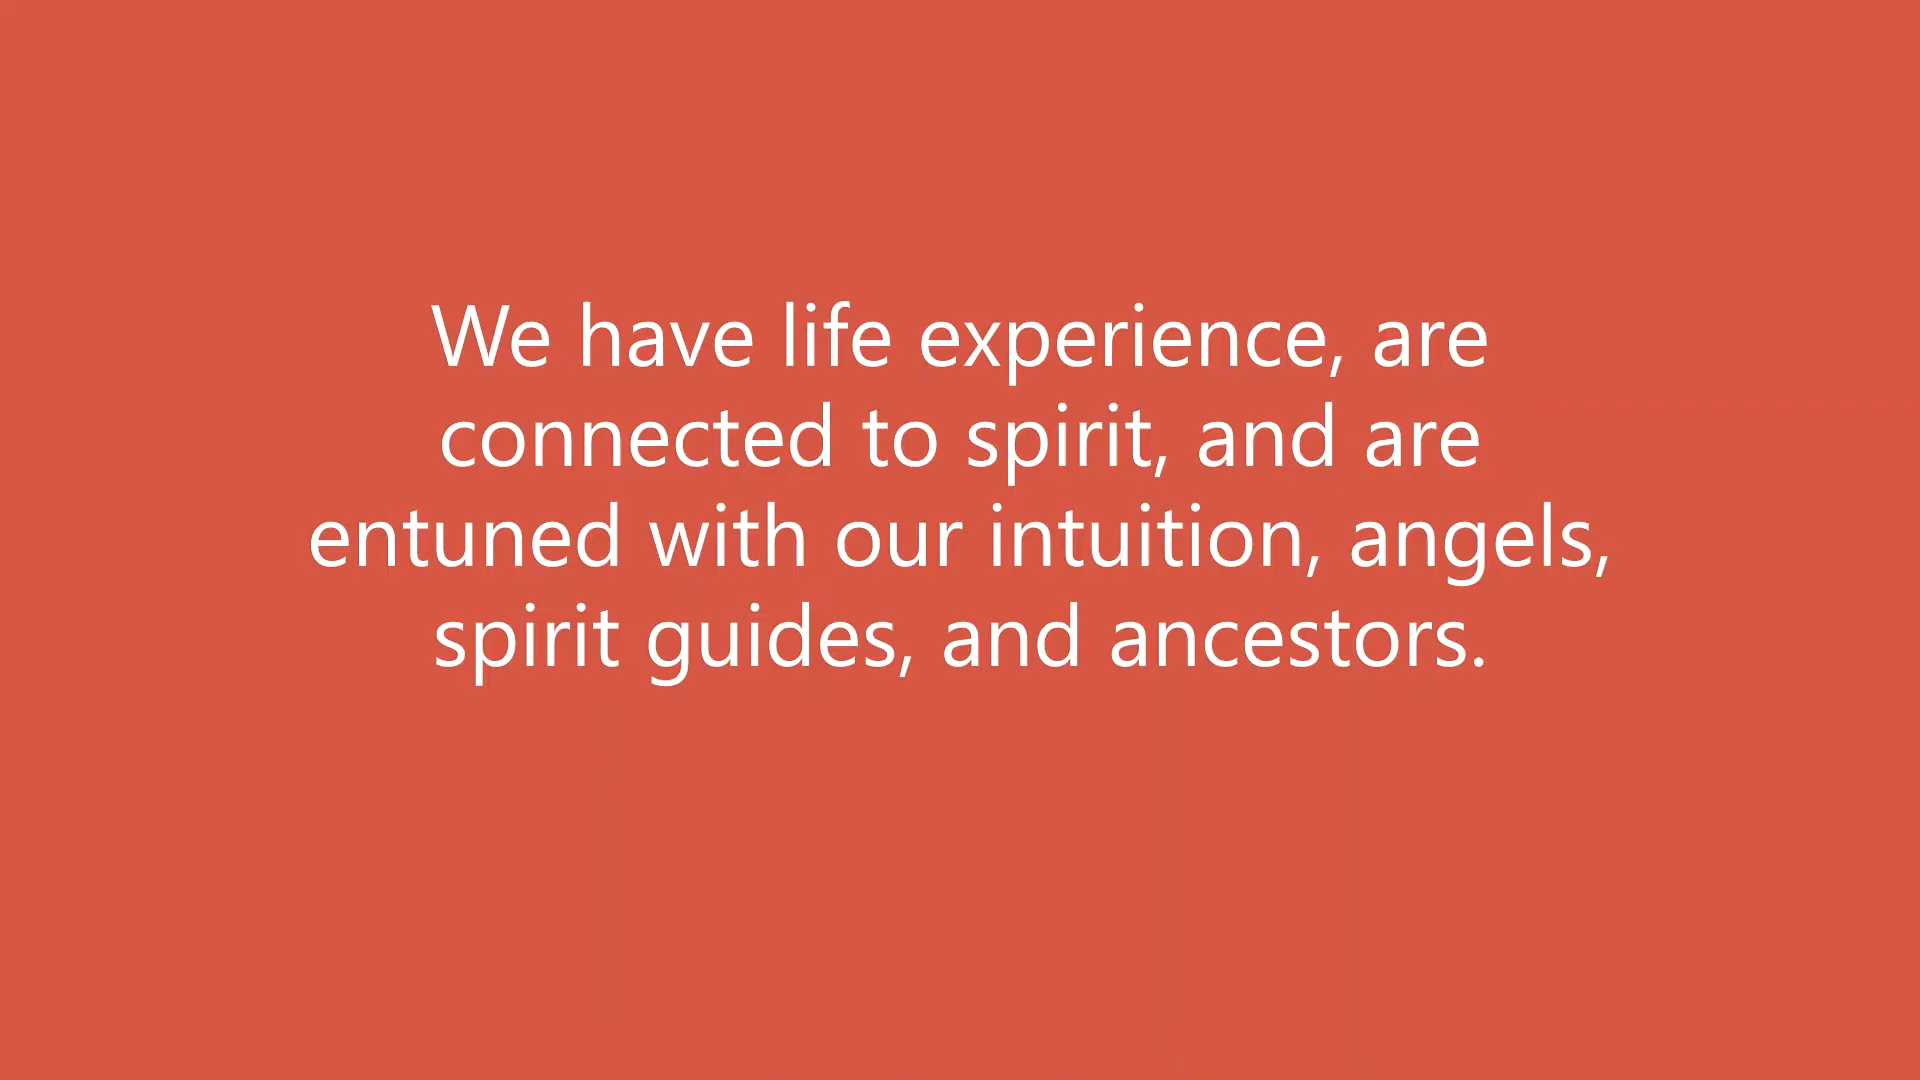 We have life experience, are
connected to spirit, and are
entuned with our intuition, angels,
spirit guides, and ancestors.